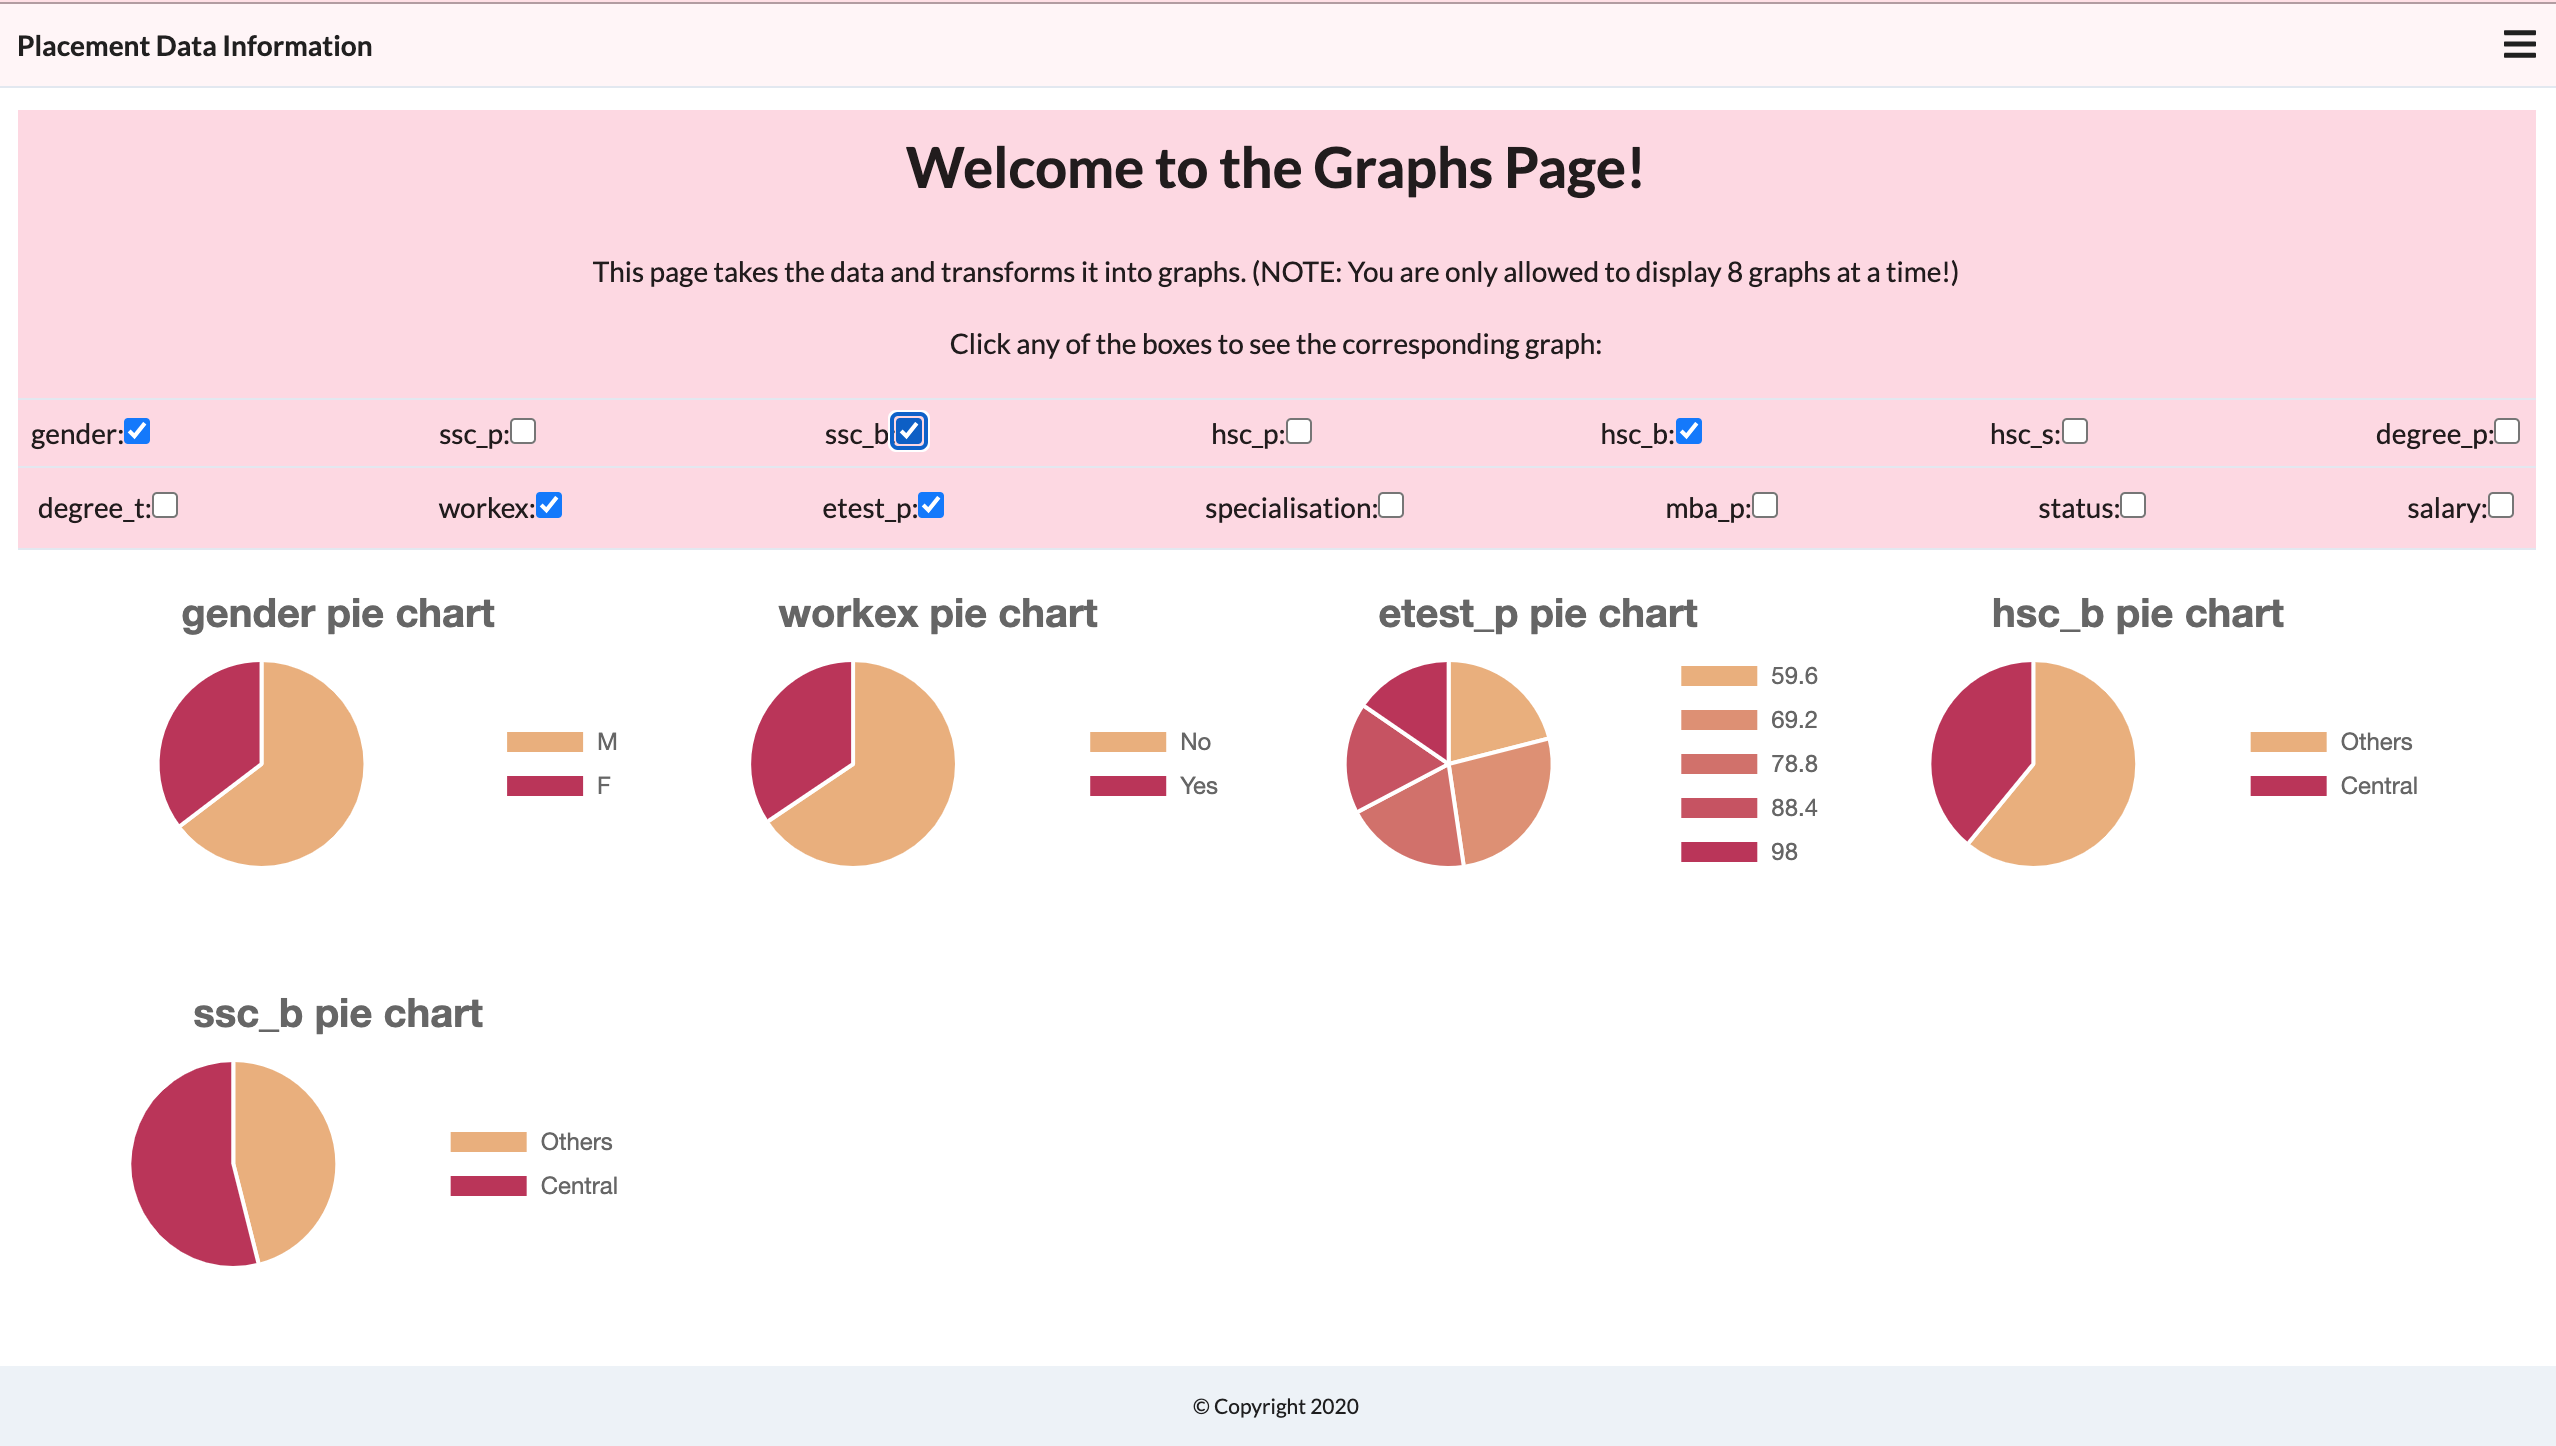 Placement Data Information
Welcome to the Graphs Page!
This page takes the data and transforms it into graphs. (NOTE: You are only allowed to display 8 graphs at a time!)
Click any of the boxes to see the corresponding graph:
gender: ssc_p: ssc_b hsc_p: hsc_b: hsc_s: degree_p:
degree_t: workex: etest_p: specialisation: mba_p: status: salary:
gender pie chart
M
F
workex pie chart
No
Yes
etest_p pie chart
59.6
69.2
78.8
88.4
98
hsc_b pie chart
Others
Central
ssc_b pie chart
Others
Central
© Copyright 2020